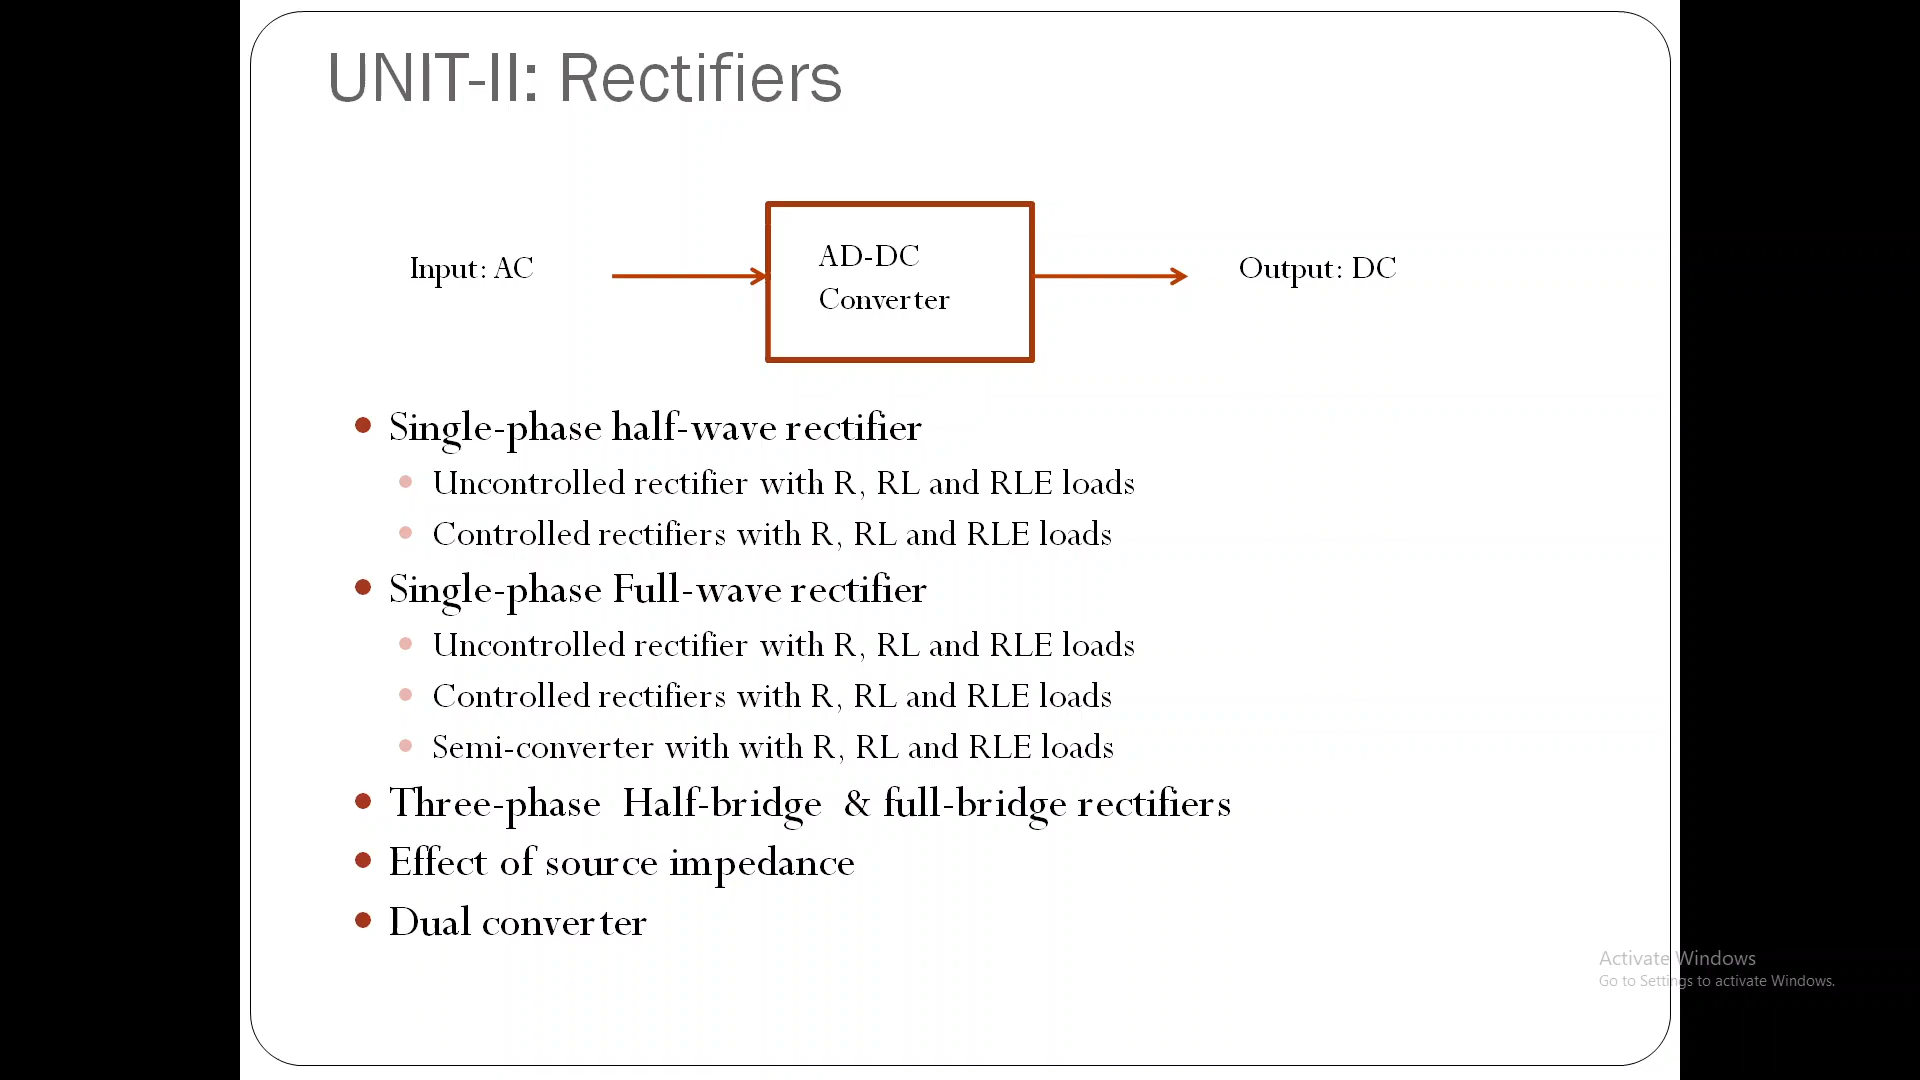 UNIT-II: Rectifiers
Input: AC
AD-DC
Converter
Output: DC
Single-phase half-wave rectifier
Uncontrolled rectifier with R, RL and RLE loads
Controlled rectifiers with R, RL and RLE loads
Single-phase Full-wave rectifier
Uncontrolled rectifier with R, RL and RLE loads
Controlled rectifiers with R, RL and RLE loads
Semi-converter with with R, RL and RLE loads
Three-phase Half-bridge & full-bridge rectifiers
Effect of source impedance
Dual converter
Activate Windows
Go to Settings to activate Windows.